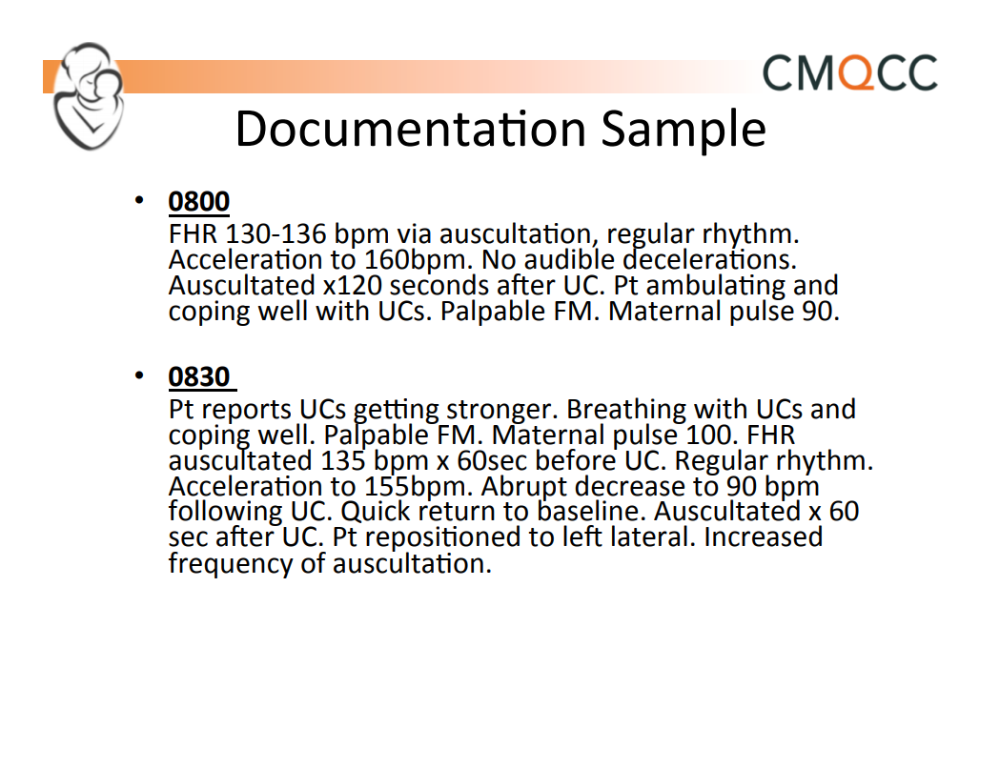 CMQCC
Documentation Sample
• 0800
FHR 130-136 bpm via auscultation, regular rhythm.
Acceleration to 160bpm. No audible decelerations.
Auscultated x120 seconds after UC. Pt ambulating and
coping well with UCs. Palpable FM. Maternal pulse 90.
• 0830
Pt reports UCs getting stronger. Breathing with UCs and
coping well. Palpable FM. Maternal pulse 100. FHR
auscultated 135 bpm x 60sec before UC. Regular rhythm.
Acceleration to 155bpm. Abrupt decrease to 90 bpm
following UC. Quick return to baseline. Auscultated x 60
sec after UC. Pt repositioned to left lateral. Increased
frequency of auscultation.